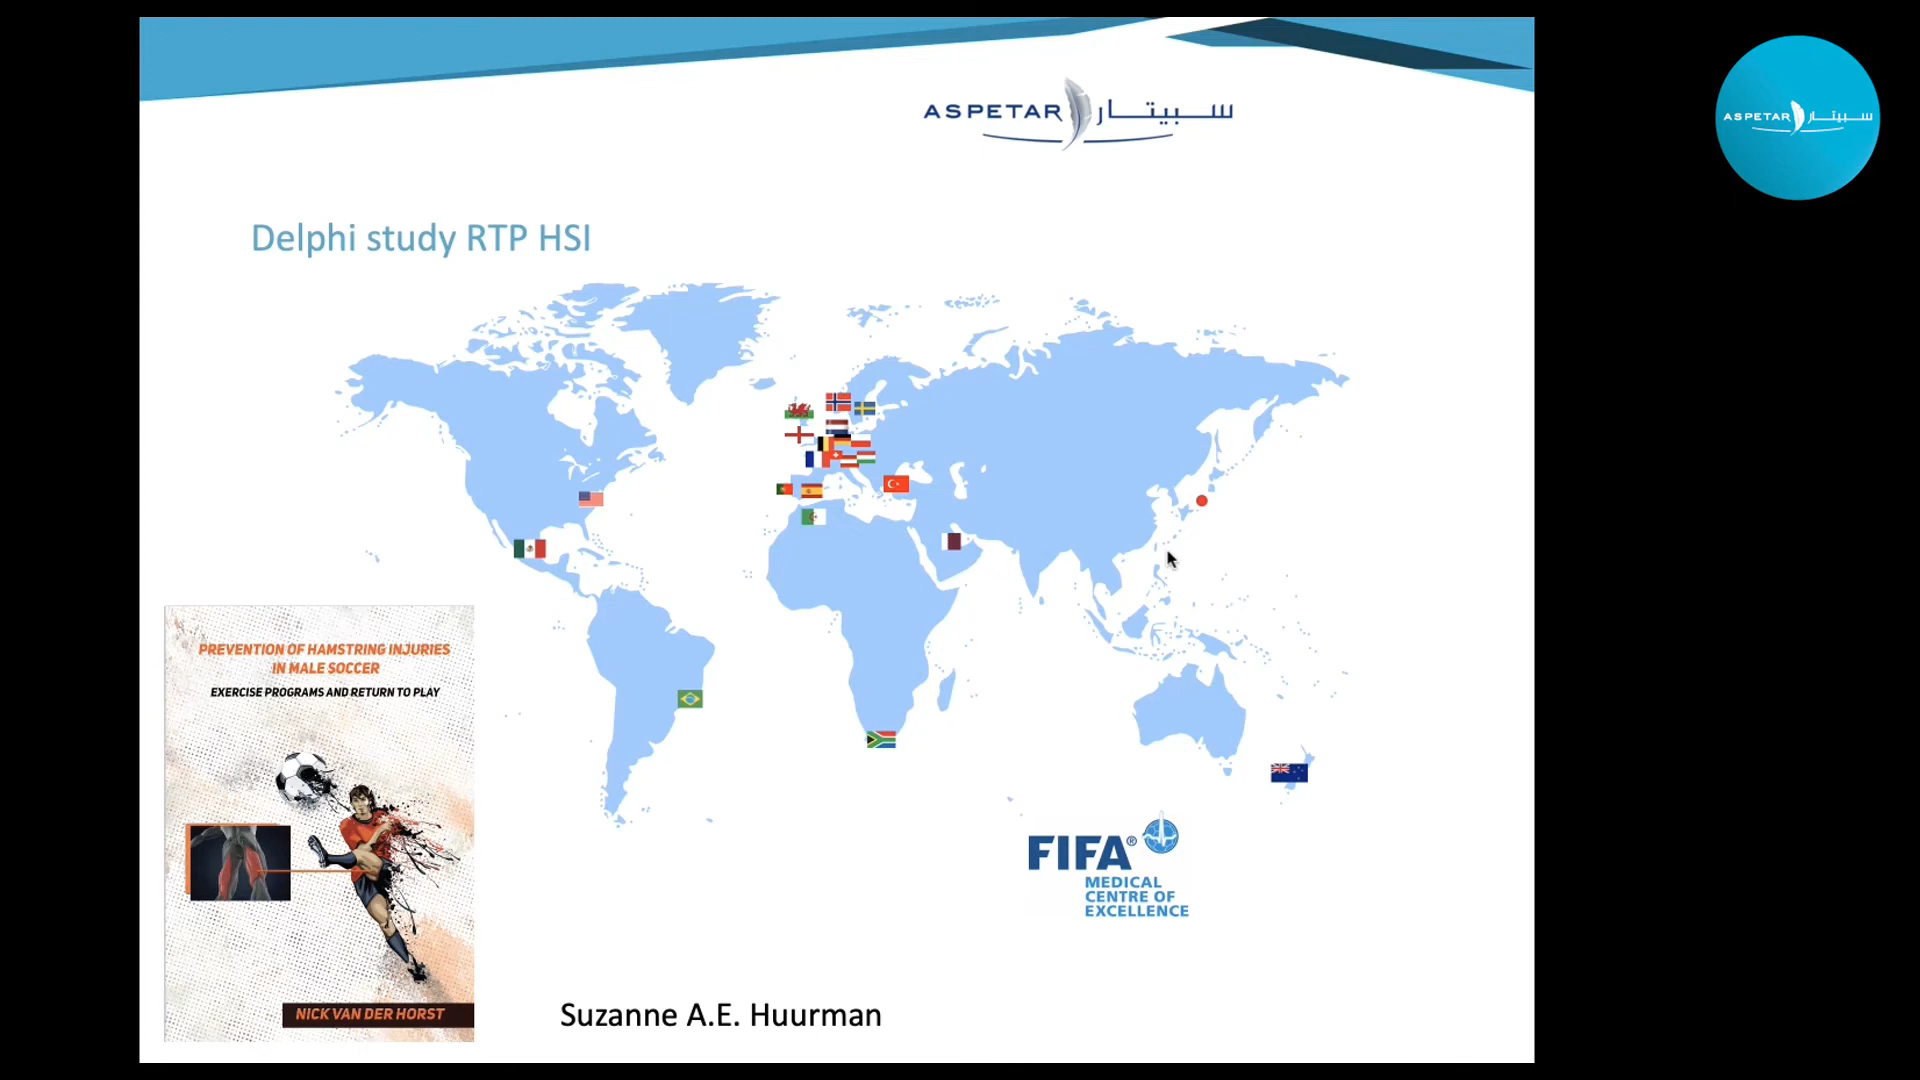 ASPETAR سبيتار
ASPETAR سبيتار
Delphi study RTP HSI
PREVENTION OF HAMSTRING INJURIES
IN MALE SOCCER
EXERCISE PROGRAMS AND RETURN TO PLAY
NICK VAN DER HORST
FIFA®
MEDICAL
CENTRE OF
EXCELLENCE
Suzanne A.E. Huurman